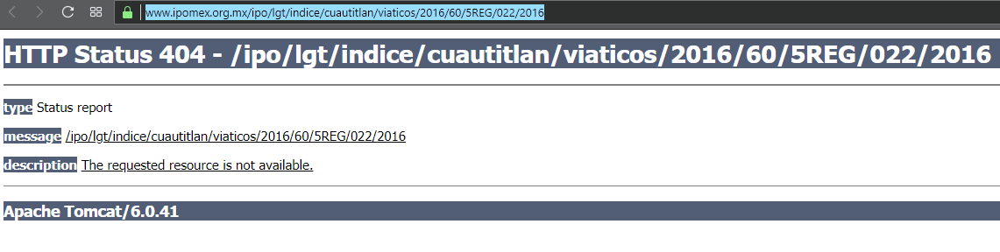 www.ipomex.org.mx/ipo/lgt/indice/cuautitlan/viaticos/2016/60/5REG/022/2016
HTTP Status 404 - /ipo/lgt/indice/cuautitlan/viaticos/2016/60/5REG/022/2016
type Status report
message /ipo/lgt/indice/cuautitlan/viaticos/2016/60/5REG/022/2016
description The requested resource is not available.
Apache Tomcat/6.0.41